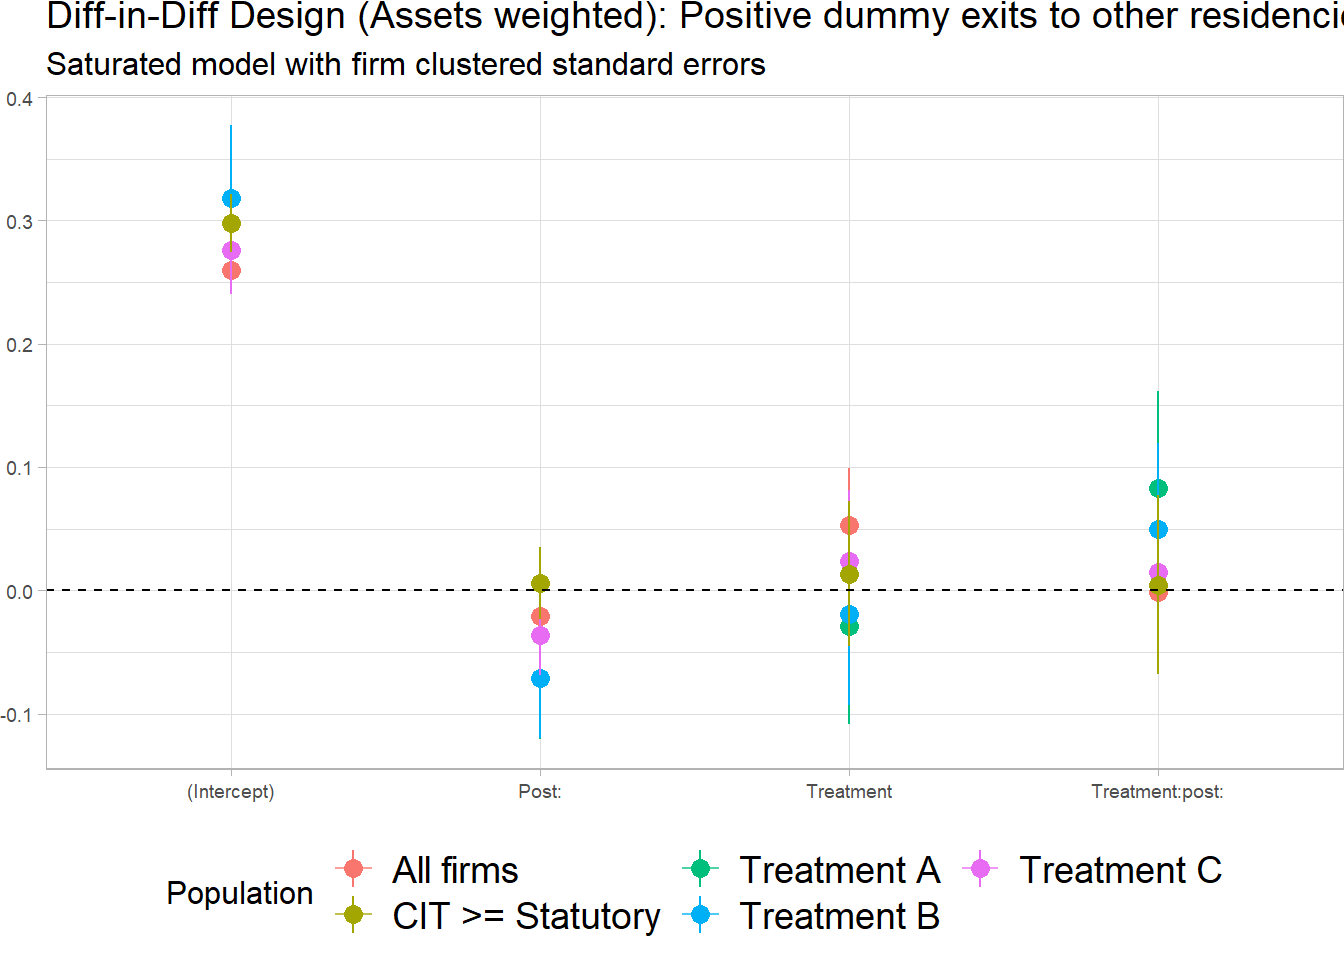 Diff-in-Diff Design (Assets weighted): Positive dummy exits to other residencie
Saturated model with firm clustered standard errors
0.4
0.3
0.2
0.1
0.0
-0.1
(Intercept) Post: Treatment Treatment:post:
Population
All firms Treatment A Treatment C
CIT >= Statutory Treatment B